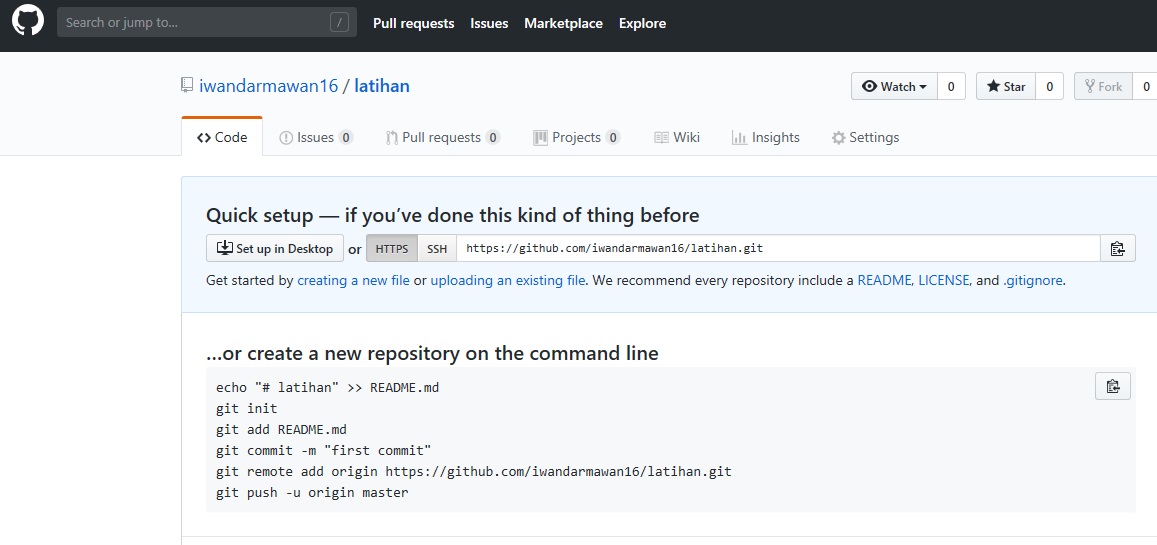 Search or jump to... /
Pull requests Issues Marketplace Explore
iwandarmawan16 / latihan
Watch 0 Star 0 Fork 0
Code Issues 0 Pull requests 0 Projects 0 Wiki Insights Settings
Quick setup — if you’ve done this kind of thing before
Set up in Desktop or HTTPS SSH https://github.com/iwandarmawan16/latihan.git
Get started by creating a new file or uploading an existing file. We recommend every repository include a README, LICENSE, and .gitignore.
…or create a new repository on the command line
echo "# latihan" >> README.md
git init
git add README.md
git commit -m "first commit"
git remote add origin https://github.com/iwandarmawan16/latihan.git
git push -u origin master